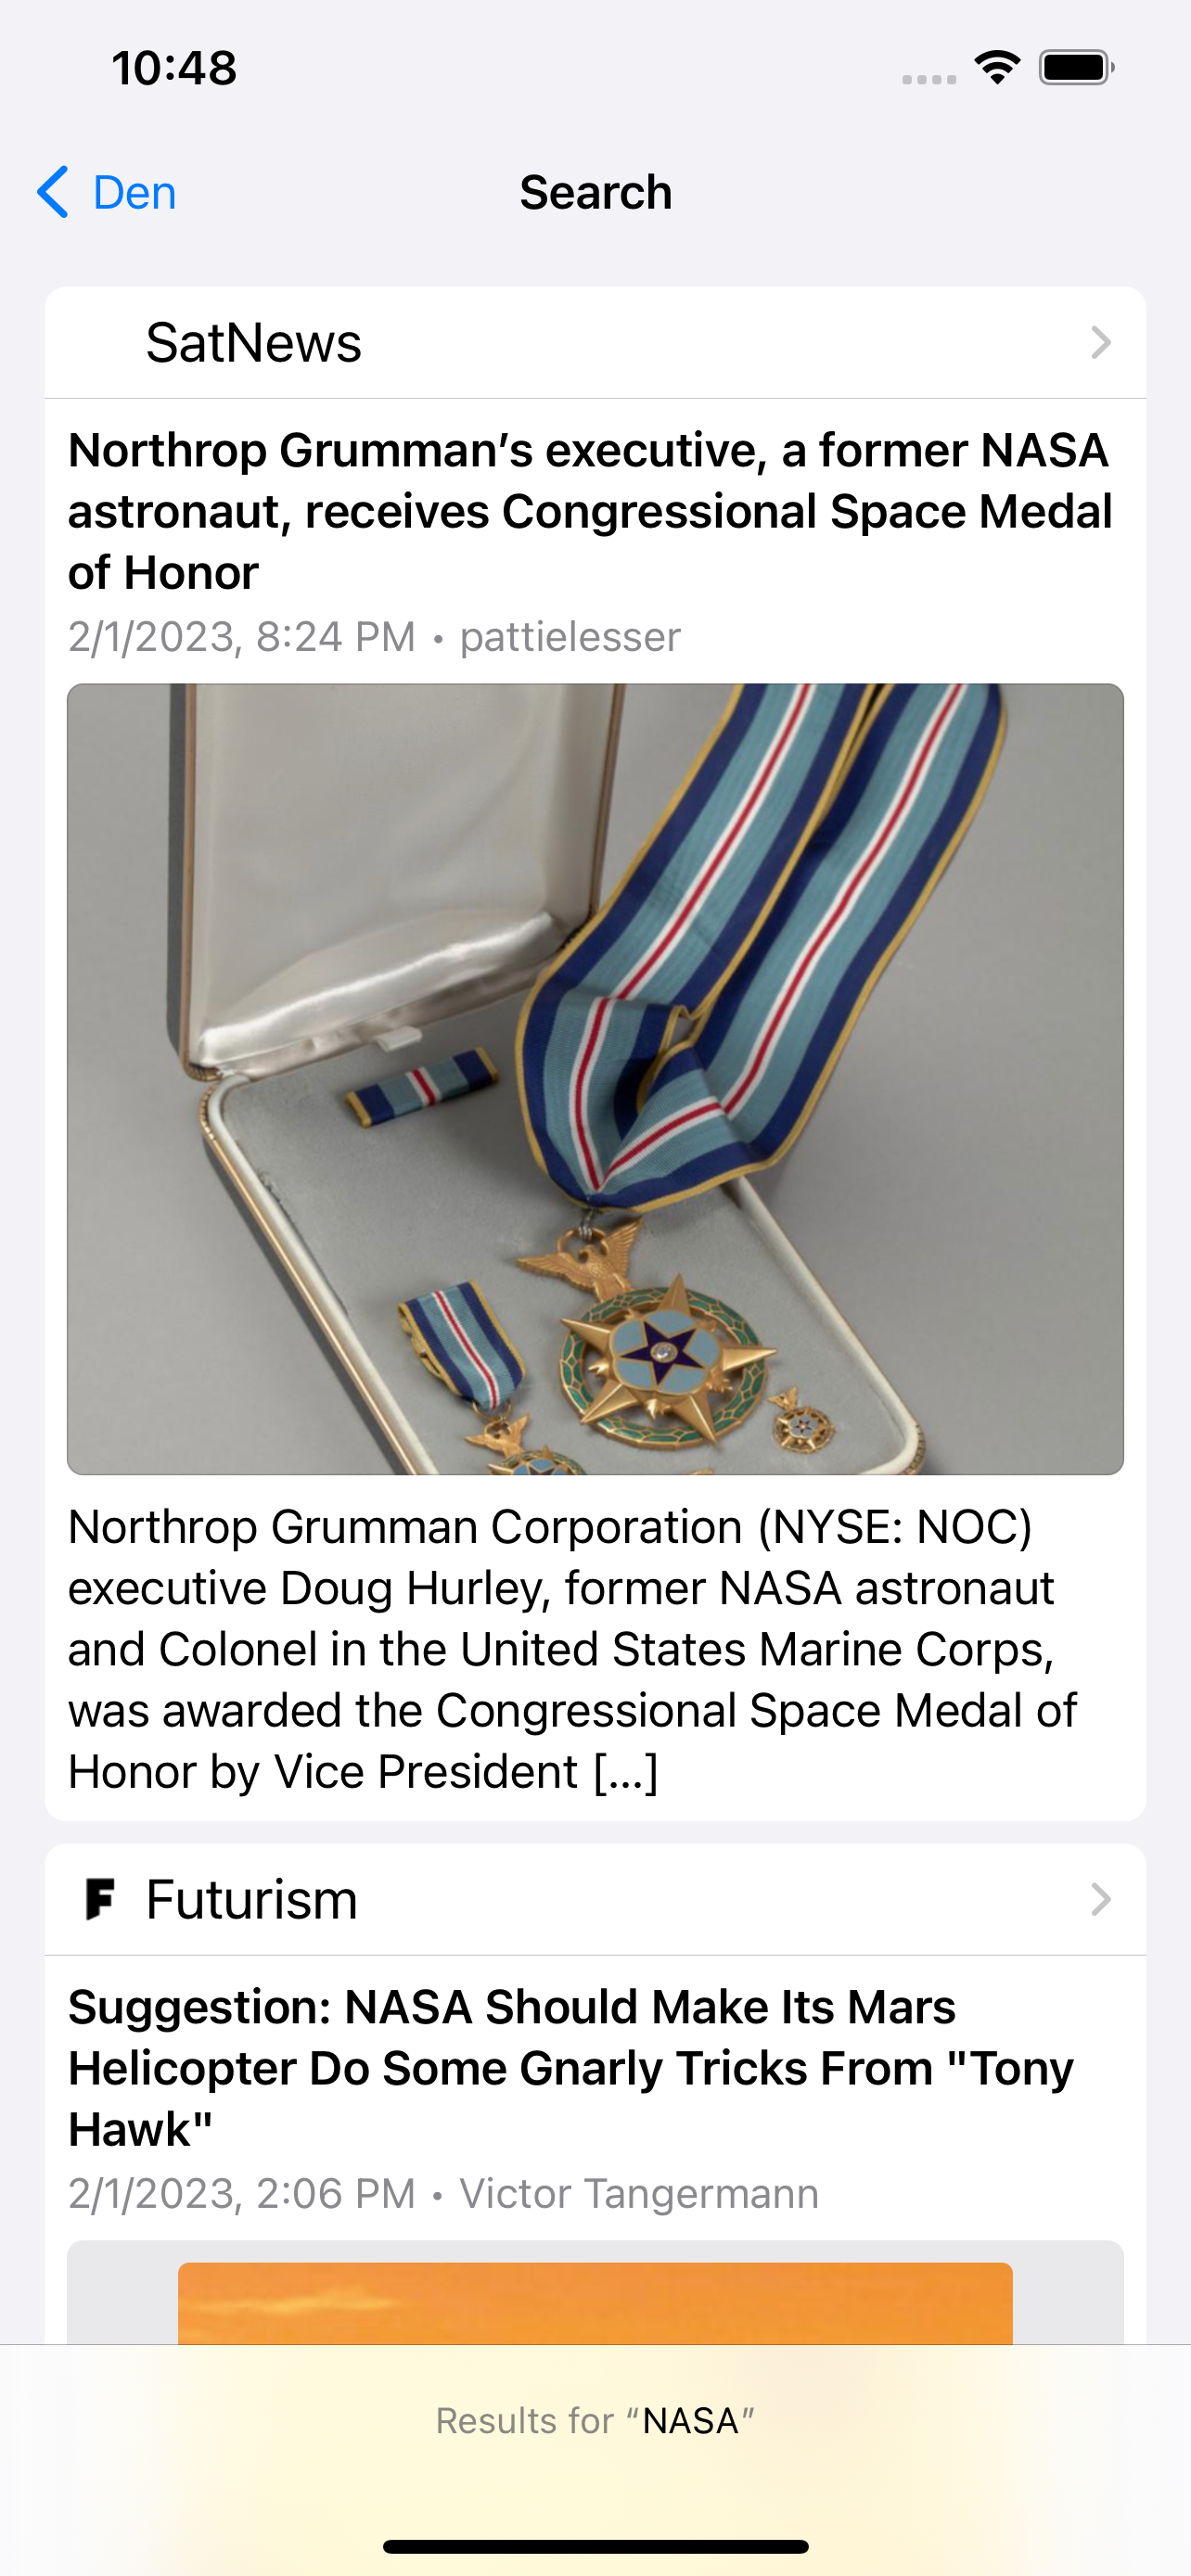 10:48
Den
Search
SatNews
Northrop Grumman’s executive, a former NASA
astronaut, receives Congressional Space Medal
of Honor
2/1/2023, 8:24 PM • pattielesser
Northrop Grumman Corporation (NYSE: NOC)
executive Doug Hurley, former NASA astronaut
and Colonel in the United States Marine Corps,
was awarded the Congressional Space Medal of
Honor by Vice President [...]
F Futurism
Suggestion: NASA Should Make Its Mars
Helicopter Do Some Gnarly Tricks From "Tony
Hawk"
2/1/2023, 2:06 PM • Victor Tangermann
Results for “NASA”